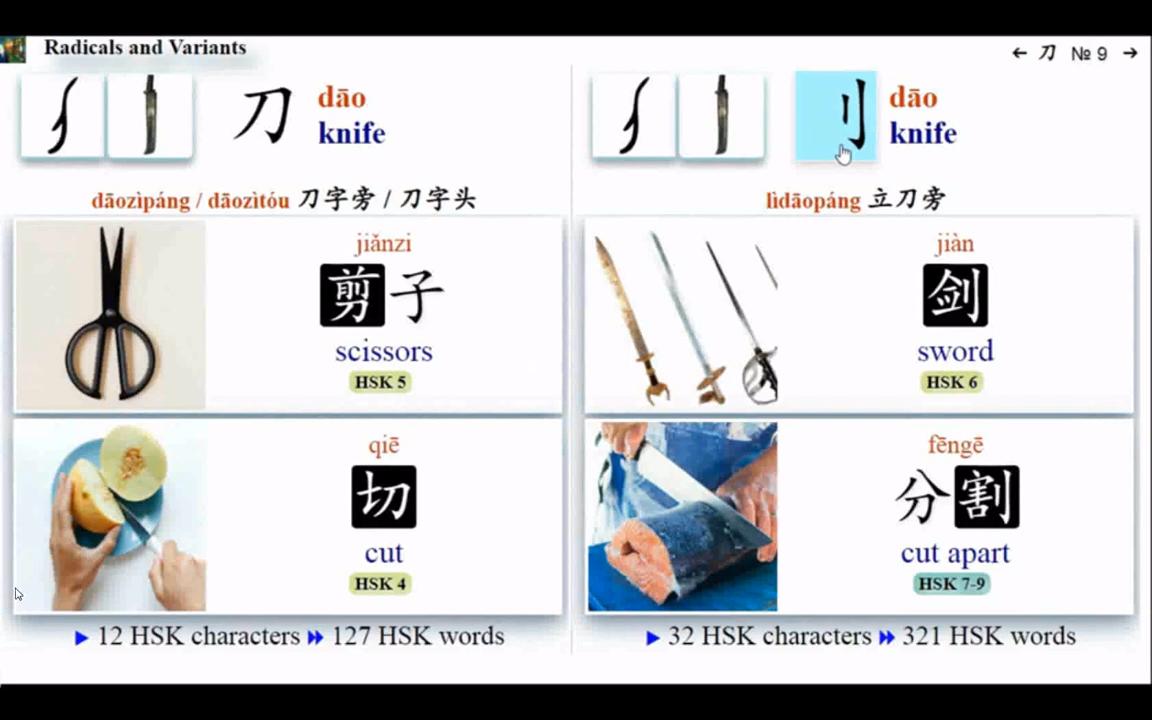 Radicals and Variants
← 刀 № 9 →
刀 dāo
knife
dāozìpáng / dāozìtóu 刀字旁 / 刀字头
jiǎnzi
剪子
scissors
HSK 5
qiē
切
cut
HSK 4
12 HSK characters 127 HSK words
刂 dāo
knife
lìdāopáng 立刀旁
jiàn
剑
sword
HSK 6
fēngē
分割
cut apart
HSK 7-9
32 HSK characters 321 HSK words